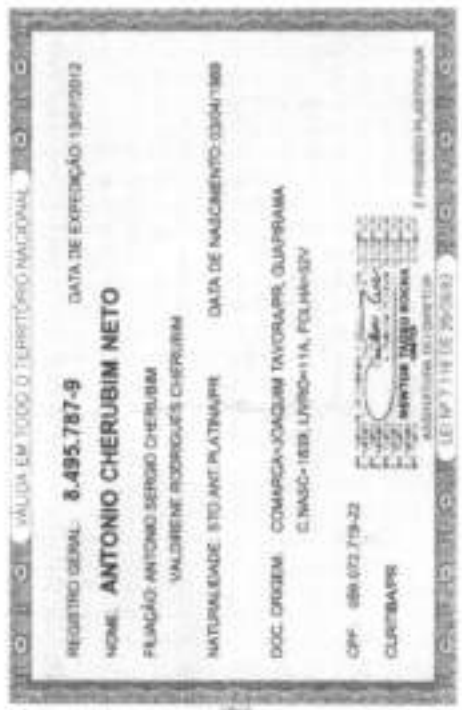 VÁLIDA EM TODO O TERRITÓRIO NACIONAL
REGISTRO GERAL: 8.495.787-9 DATA DE EXPEDIÇÃO: 13/07/2012
NOME: ANTONIO CHERUBIM NETO
FILIAÇÃO: ANTONIO SERGIO CHERUBIM
VALDIRENE RODRIGUES CHERUBIM
NATURALIDADE: STO.ANT.PLATINA/PR DATA DE NASCIMENTO:
DOC. ORIGEM: COMARCA=JOAQUIM TAVORA/PR, GUAPIRAMA
C.NASC=1839, LIVRO=11A, FOLHA=02V
CPF:
CURITIBA/PR
ASSINATURA DO DIRETOR
É PROIBIDO PLASTIFICAR
LEI Nº 7.116 DE 29/08/83